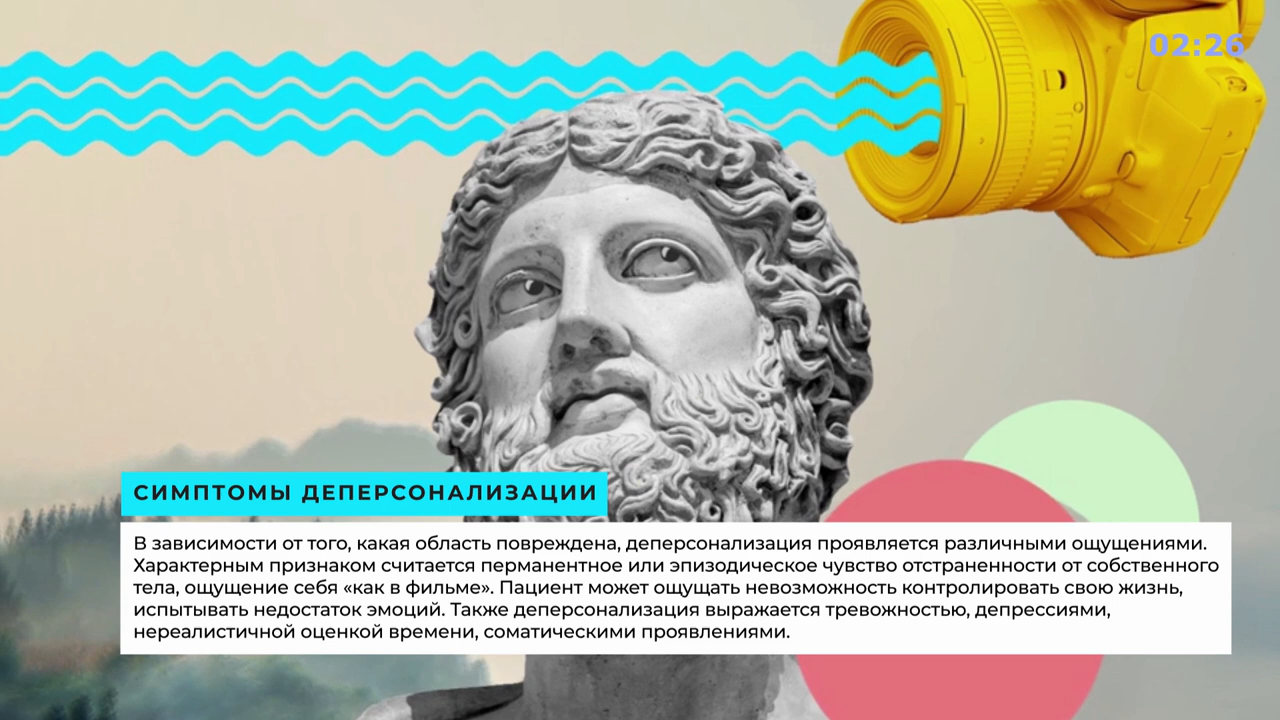 02:26
СИМПТОМЫ ДЕПЕРСОНАЛИЗАЦИИ
В зависимости от того, какая область повреждена, деперсонализация проявляется различными ощущениями.
Характерным признаком считается перманентное или эпизодическое чувство отстраненности от собственного
тела, ощущение себя «как в фильме». Пациент может ощущать невозможность контролировать свою жизнь,
испытывать недостаток эмоций. Также деперсонализация выражается тревожностью, депрессиями,
нереалистичной оценкой времени, соматическими проявлениями.